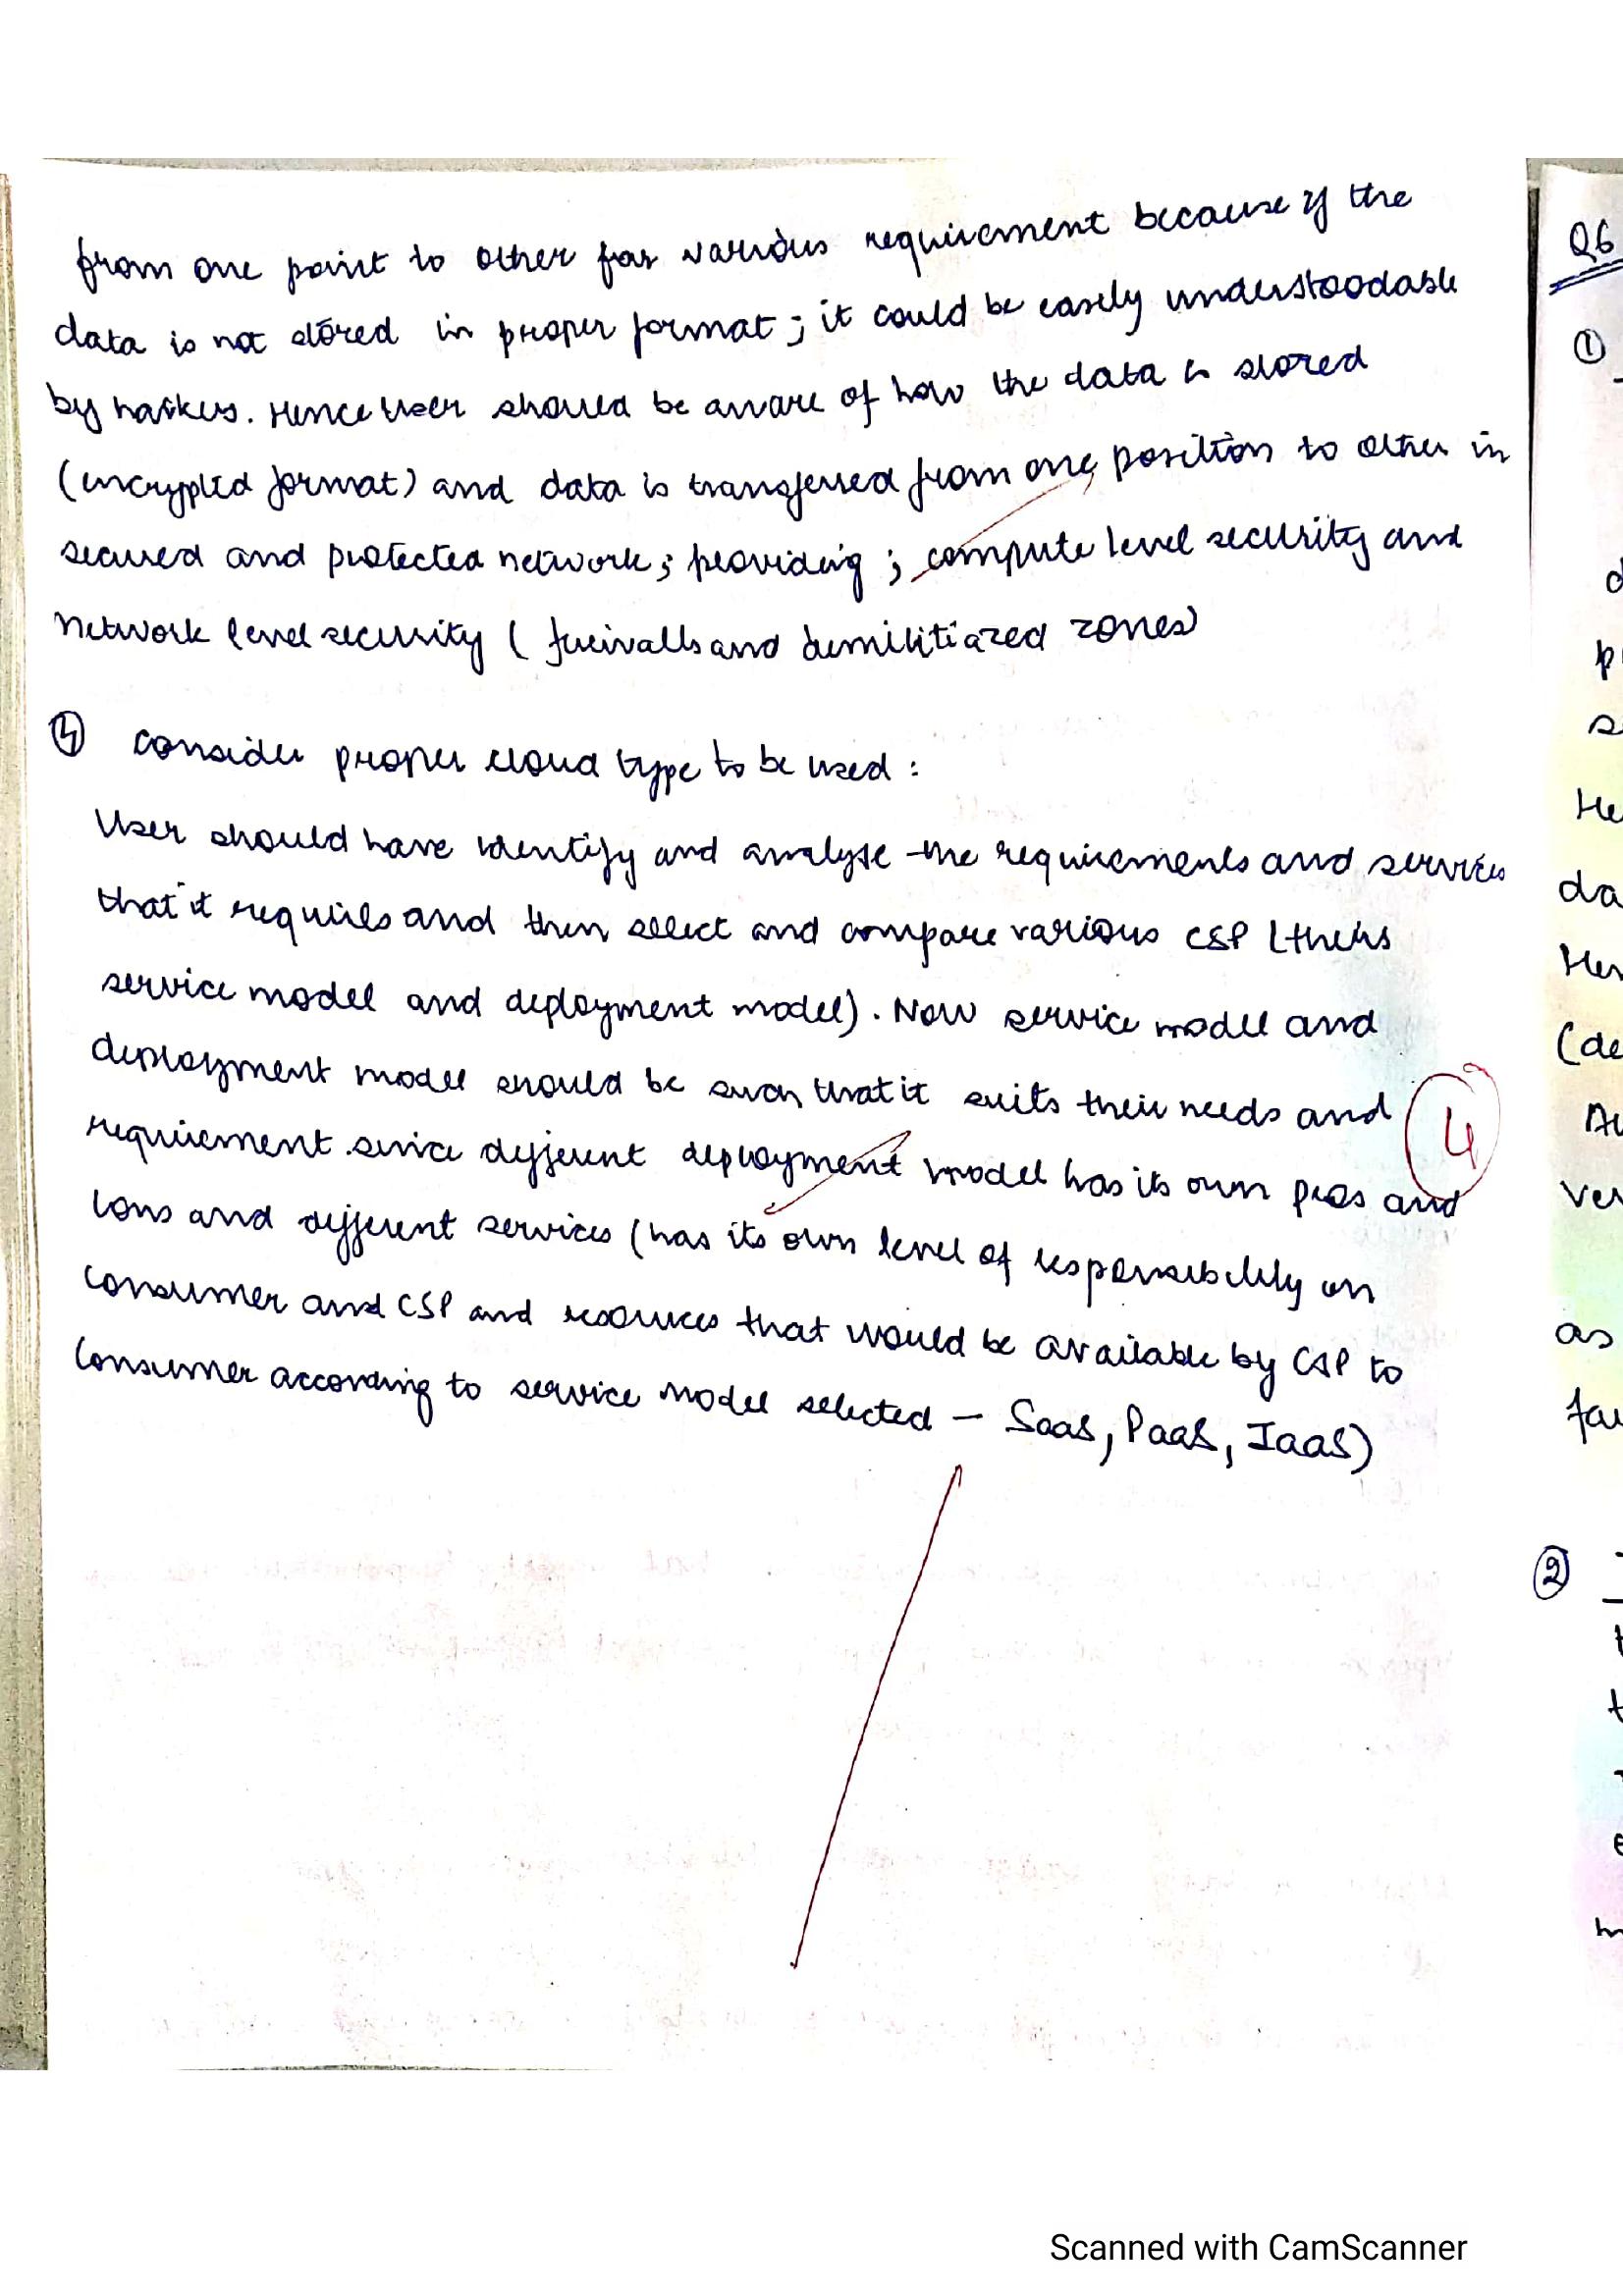 from one point to other for various requirement because if the
data is not stored in proper format; it could be easely understoodable
by haikers. Hence user should be aware of how the data is stored
(encrypted format) and data is transferred from one position to other in
secured and protected network; providing; compute level security and
Network level security ( fireivalls and demilitiazed zones)
④ consider proper cloud type to be used :
User should have identify and analyse the requirements and services
that it requires and then select and compare various CSP (theirs
service model and deployment model). Now service model and
deployment model should be such that it suits their needs and
4
requirement. since different deployment model has its own pros and
cons and different services (has its own level of responsibility on
consumer and CSP and resources that would be available by CSP to
consumer according to service model selected - SaaS, PaaS, IaaS)
Q6
①
da
(de
as
②
Scanned with CamScanner